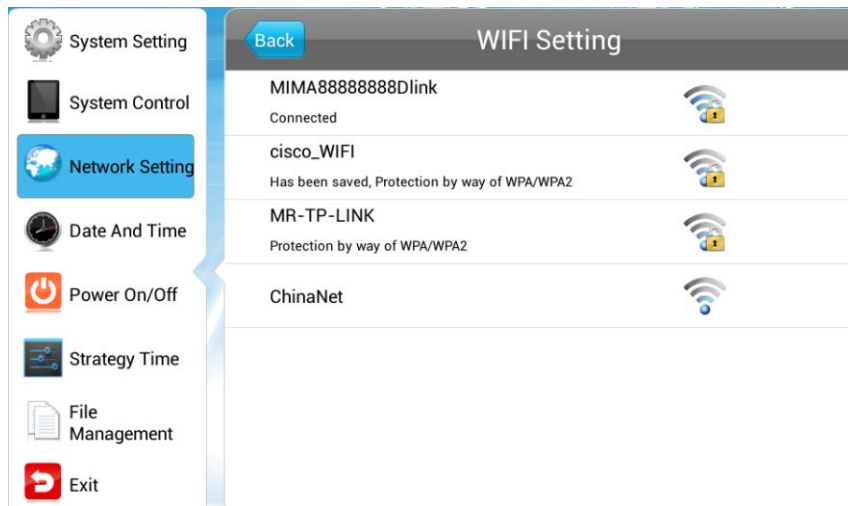 System Setting
System Control
Network Setting
Date And Time
Power On/Off
Strategy Time
File
Management
Exit
Back
WIFI Setting
MIMA88888888Dlink
Connected
cisco_WIFI
Has been saved, Protection by way of WPA/WPA2
MR-TP-LINK
Protection by way of WPA/WPA2
ChinaNet